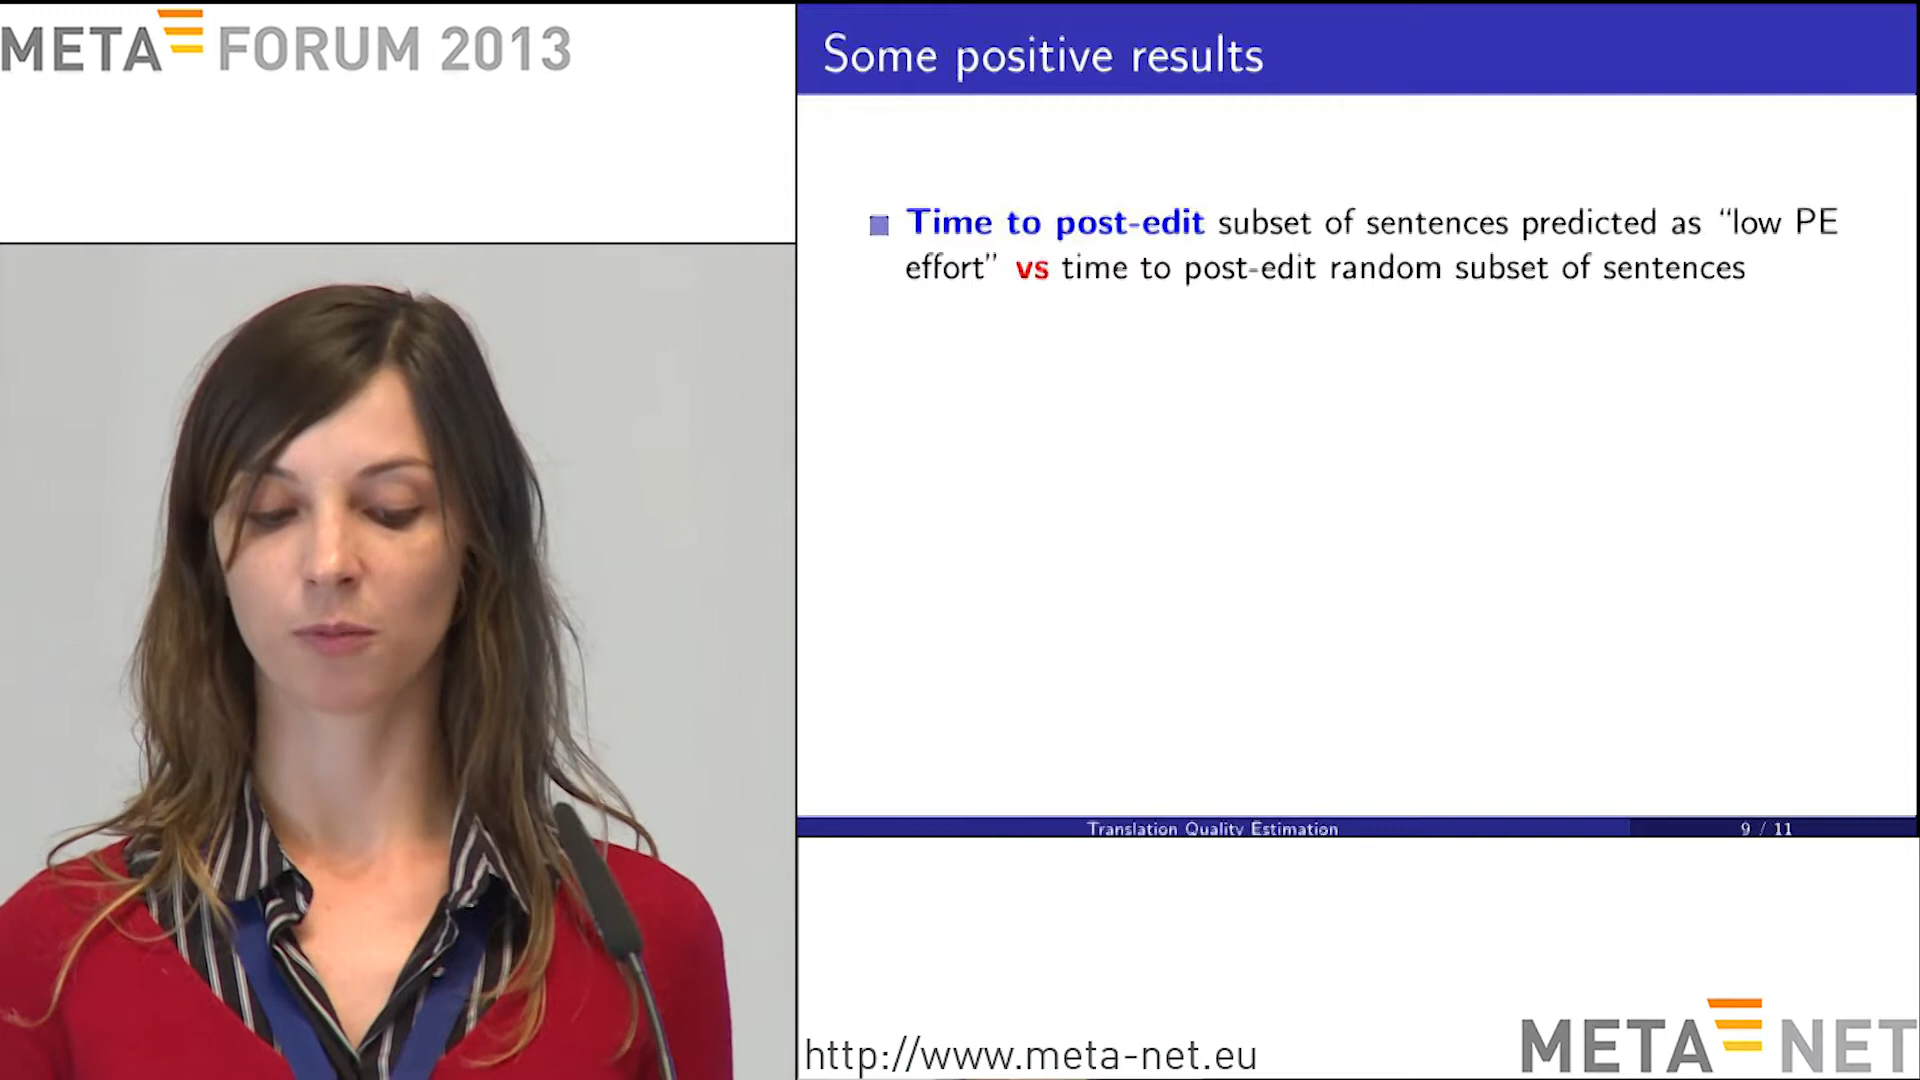 META FORUM 2013
Some positive results
Time to post-edit subset of sentences predicted as “low PE
effort” vs time to post-edit random subset of sentences
Translation Quality Estimation
9 / 11
http://www.meta-net.eu
META NET